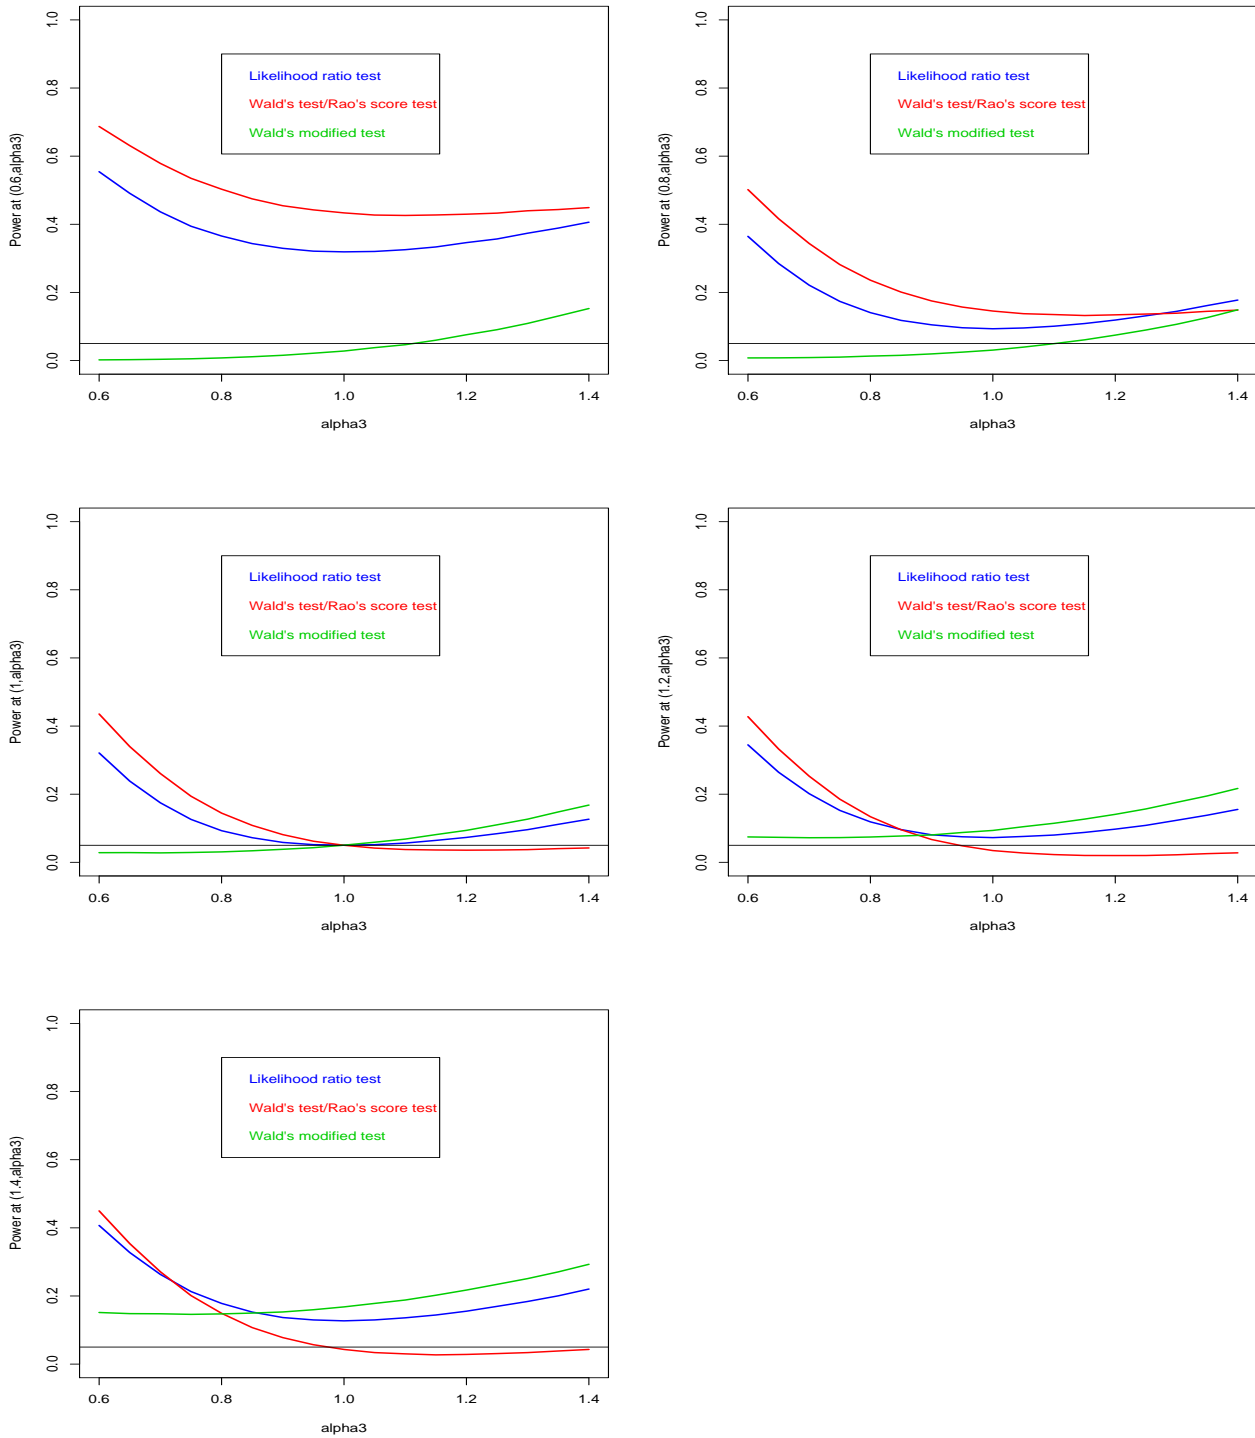 1.0
0.8
0.6
0.4
0.2
0.0
Power at (0.6,alpha3)
Likelihood ratio test
Wald's test/Rao's score test
Wald's modified test
0.6 0.8 1.0 1.2 1.4
alpha3
1.0
0.8
0.6
0.4
0.2
0.0
Power at (0.8,alpha3)
Likelihood ratio test
Wald's test/Rao's score test
Wald's modified test
0.6 0.8 1.0 1.2 1.4
alpha3
1.0
0.8
0.6
0.4
0.2
0.0
Power at (1,alpha3)
Likelihood ratio test
Wald's test/Rao's score test
Wald's modified test
0.6 0.8 1.0 1.2 1.4
alpha3
1.0
0.8
0.6
0.4
0.2
0.0
Power at (1.2,alpha3)
Likelihood ratio test
Wald's test/Rao's score test
Wald's modified test
0.6 0.8 1.0 1.2 1.4
alpha3
1.0
0.8
0.6
0.4
0.2
0.0
Power at (1.4,alpha3)
Likelihood ratio test
Wald's test/Rao's score test
Wald's modified test
0.6 0.8 1.0 1.2 1.4
alpha3